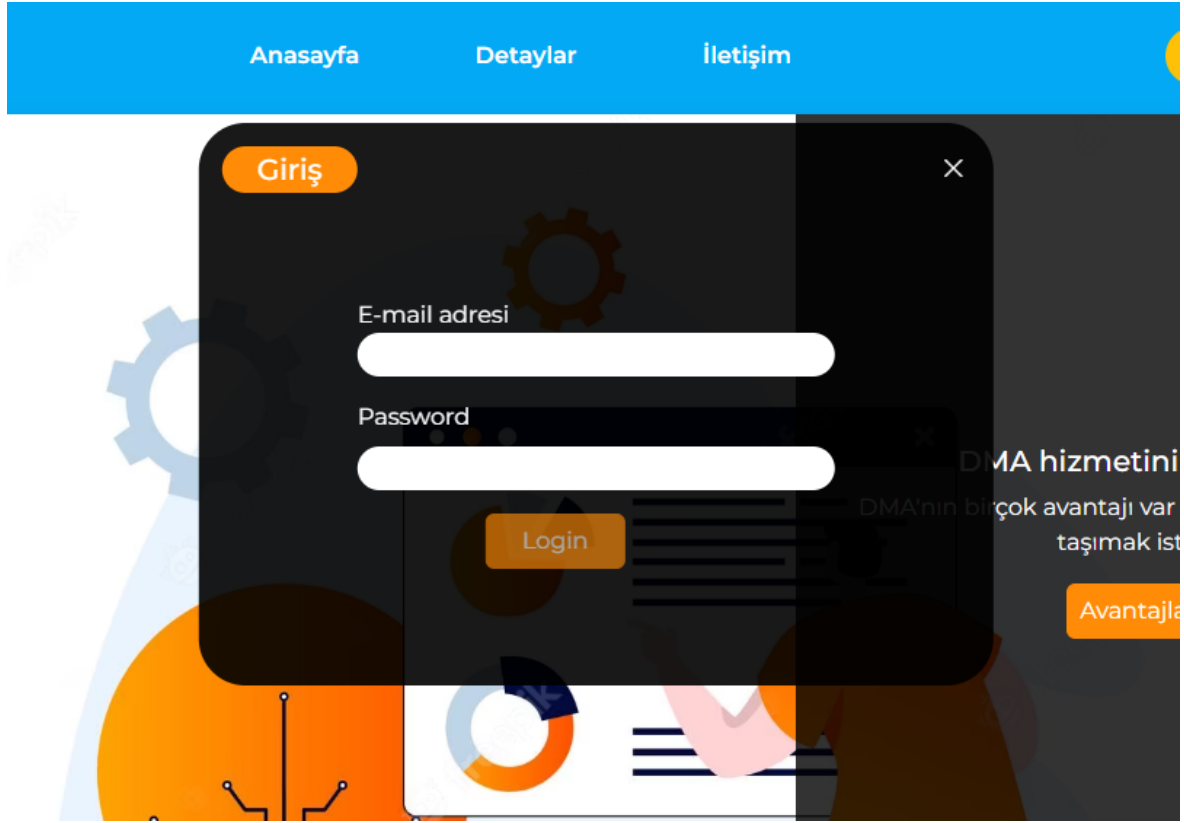 Anasayfa Detaylar İletişim
Giriş
E-mail adresi
Password
Login
DMA hizmetini
DMA'nın birçok avantajı var
taşımak ist
Avantajla